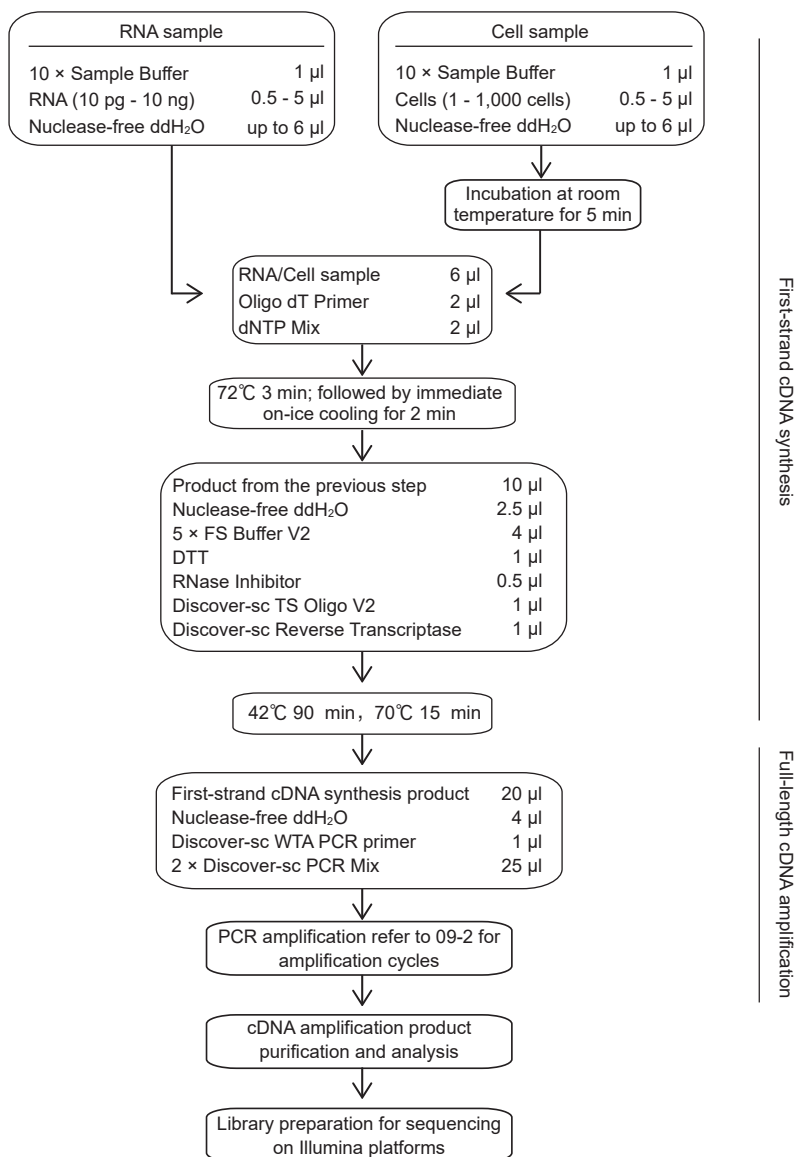 RNA sample
10 × Sample Buffer 1 µl
RNA (10 pg - 10 ng) 0.5 - 5 µl
Nuclease-free ddH₂O up to 6 µl
Cell sample
10 × Sample Buffer 1 µl
Cells (1 - 1,000 cells) 0.5 - 5 µl
Nuclease-free ddH₂O up to 6 µl
Incubation at room
temperature for 5 min
RNA/Cell sample 6 µl
Oligo dT Primer 2 µl
dNTP Mix 2 µl
72℃ 3 min; followed by immediate
on-ice cooling for 2 min
Product from the previous step 10 µl
Nuclease-free ddH₂O 2.5 µl
5 × FS Buffer V2 4 µl
DTT 1 µl
RNase Inhibitor 0.5 µl
Discover-sc TS Oligo V2 1 µl
Discover-sc Reverse Transcriptase 1 µl
42℃ 90 min，70℃ 15 min
First-strand cDNA synthesis
First-strand cDNA synthesis product 20 µl
Nuclease-free ddH₂O 4 µl
Discover-sc WTA PCR primer 1 µl
2 × Discover-sc PCR Mix 25 µl
PCR amplification refer to 09-2 for
amplification cycles
Full-length cDNA amplification
cDNA amplification product
purification and analysis
Library preparation for sequencing
on Illumina platforms